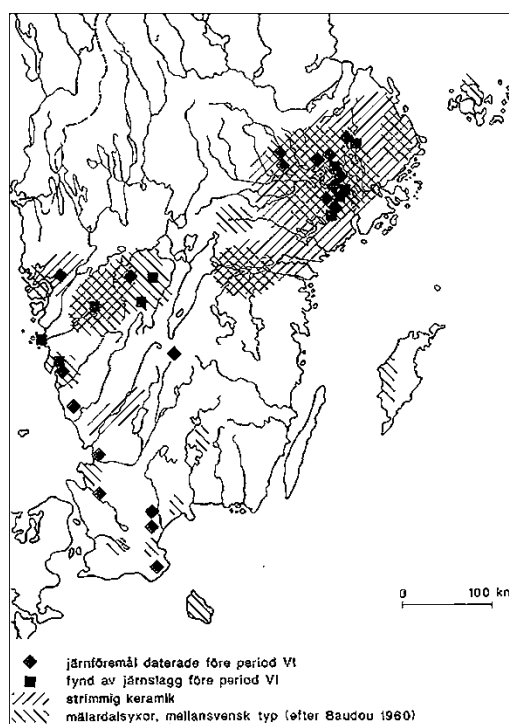 0 100 km
järnföremål daterade före period VI
fynd av järnslagg före period VI
strimmig keramik
mälardalsyxor, mellansvensk typ (efter Baudou 1960)